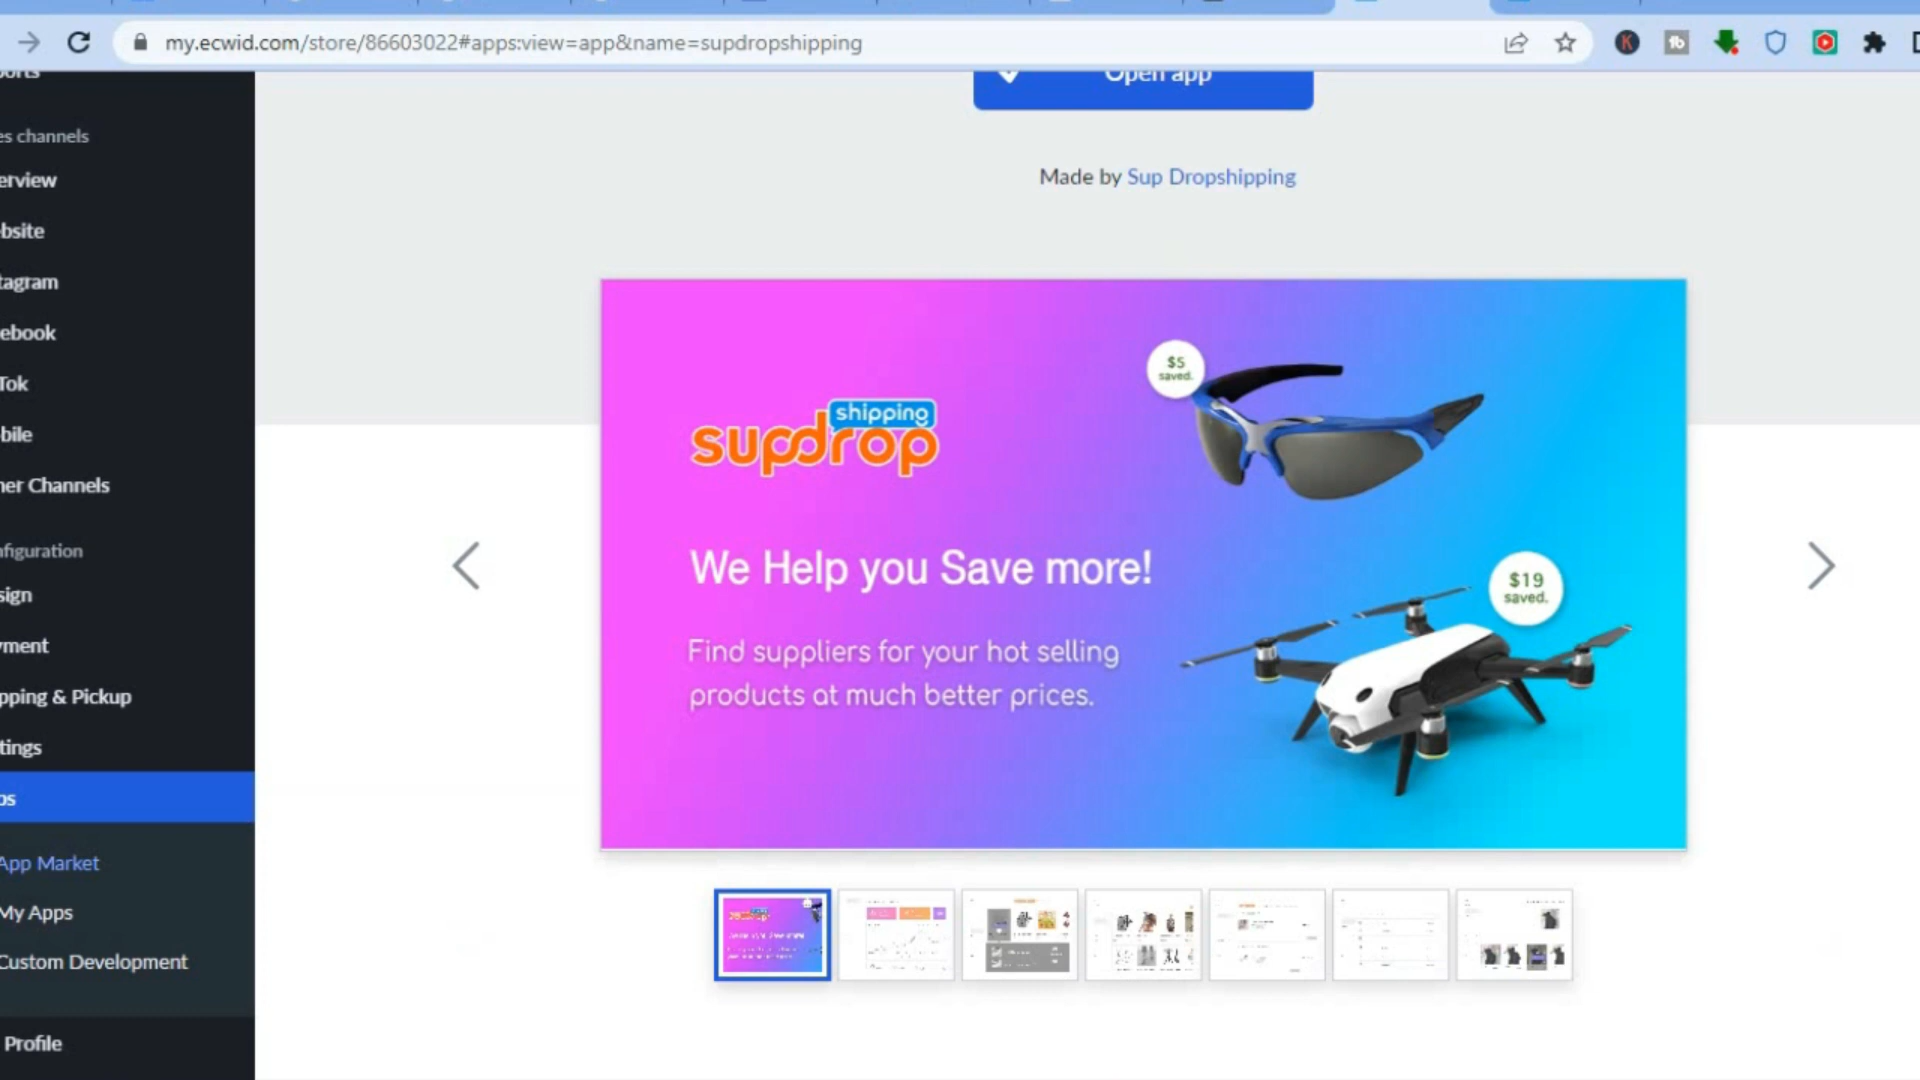 my.ecwid.com/store/86603022#apps:view=app&name=supdropshipping
Open app
Made by Sup Dropshipping
es channels
erview
bsite
tagram
ebook
Tok
bile
her Channels
nfiguration
sign
yment
pping & Pickup
tings
ps
App Market
My Apps
Custom Development
Profile
shipping
supdrop
$5
saved.
We Help you Save more!
Find suppliers for your hot selling
products at much better prices.
$19
saved.